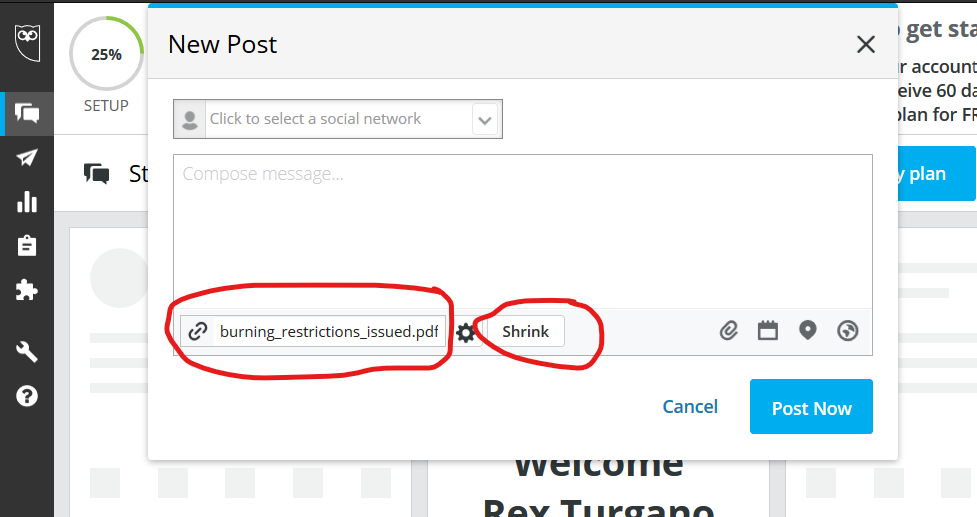 New Post
25%
SETUP
get sta
r account
eive 60 da
plan for FR
Click to select a social network
St
y plan
Compose message...
burning_restrictions_issued.pdf
Shrink
Cancel
Post Now
Welcome
Rex Turgano